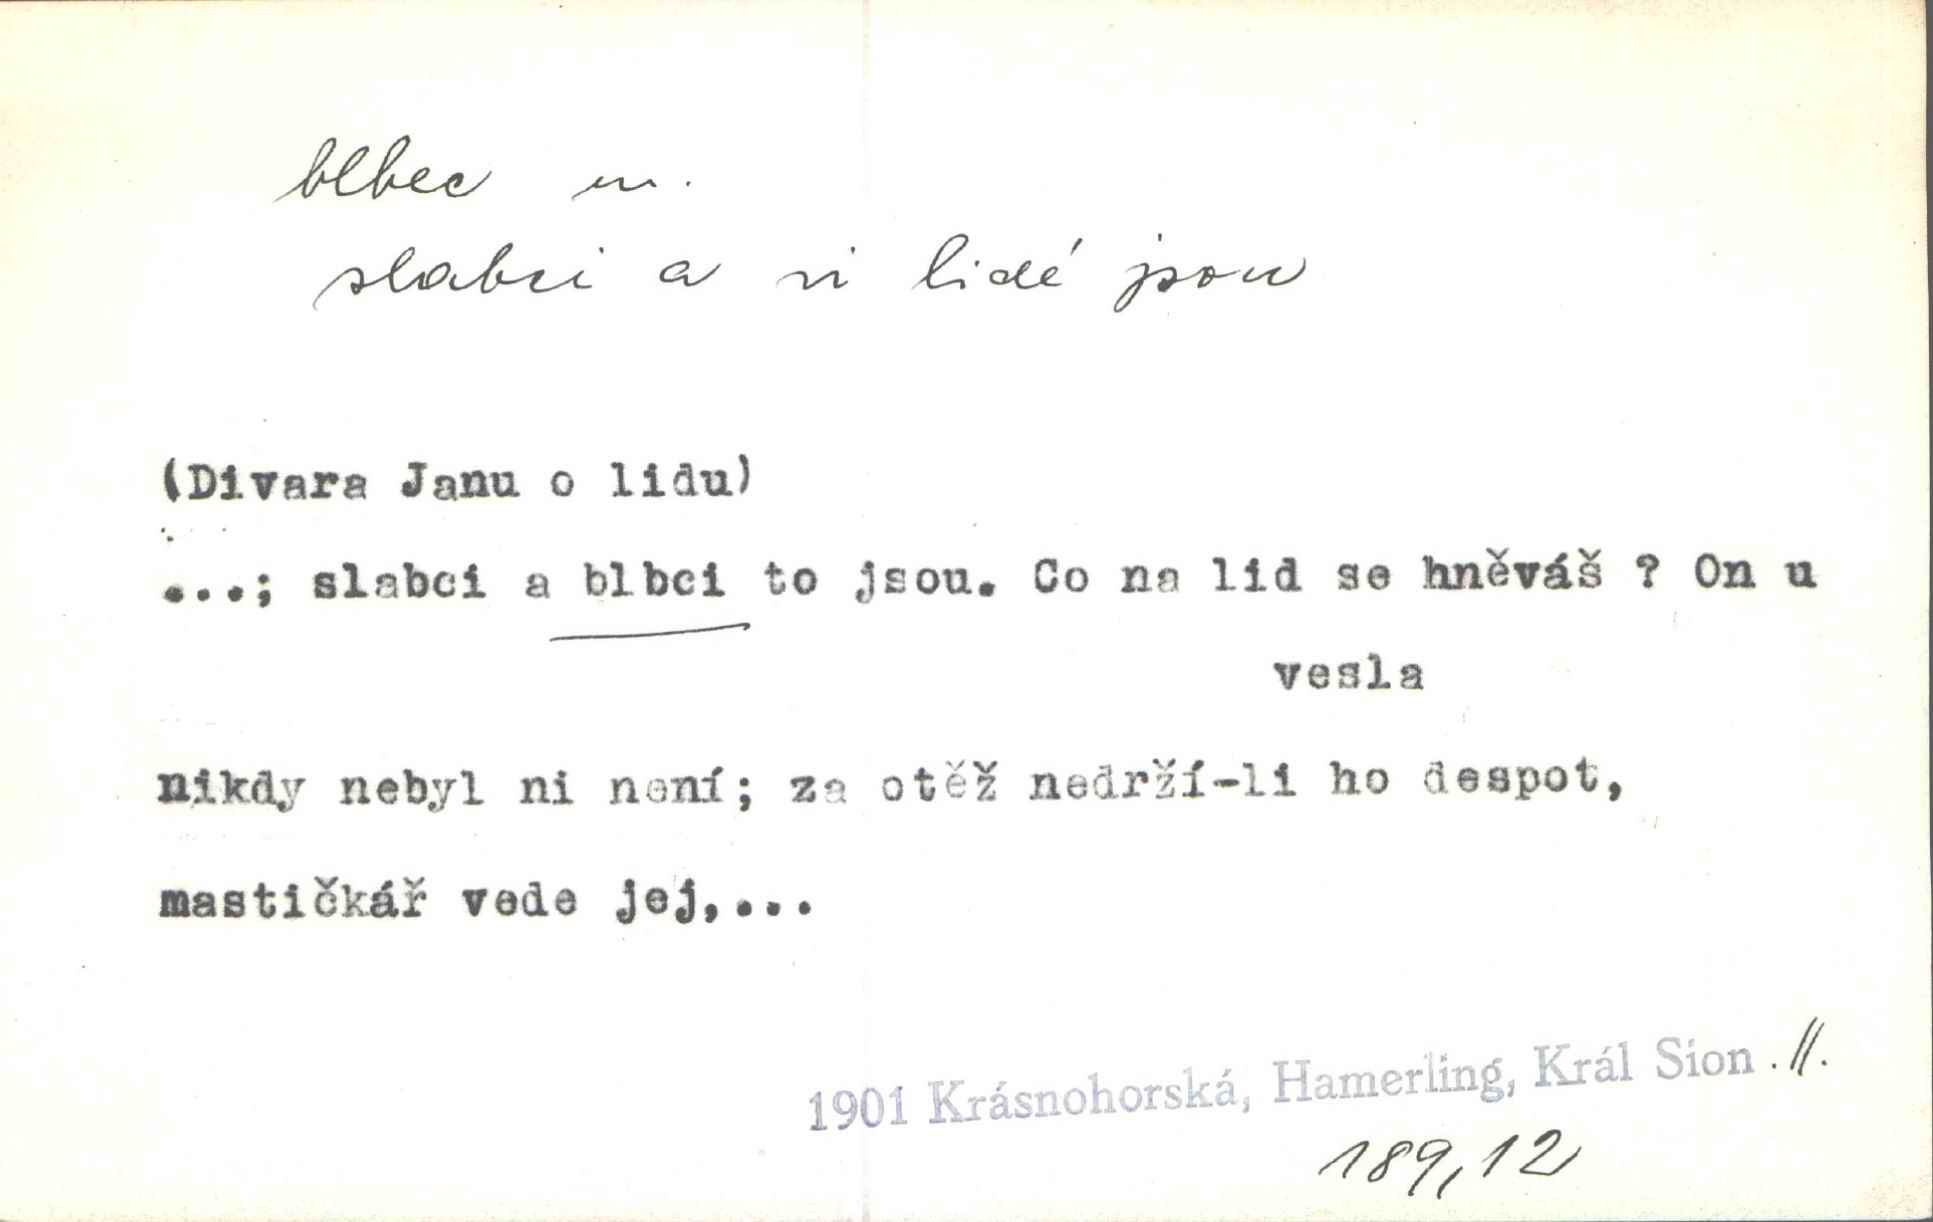 blbec m.
slabci a ni lidé jsou
(Divara Janu o lidu)
...; slabci a blbci to jsou. Co na lid se hněváš ? On u
vesla
nikdy nebyl ni není; za otěž nedrží-li ho despot,
mastičkář vede jej,...
1901 Krásnohorská, Hamerling, Král Sion . II.
189,12